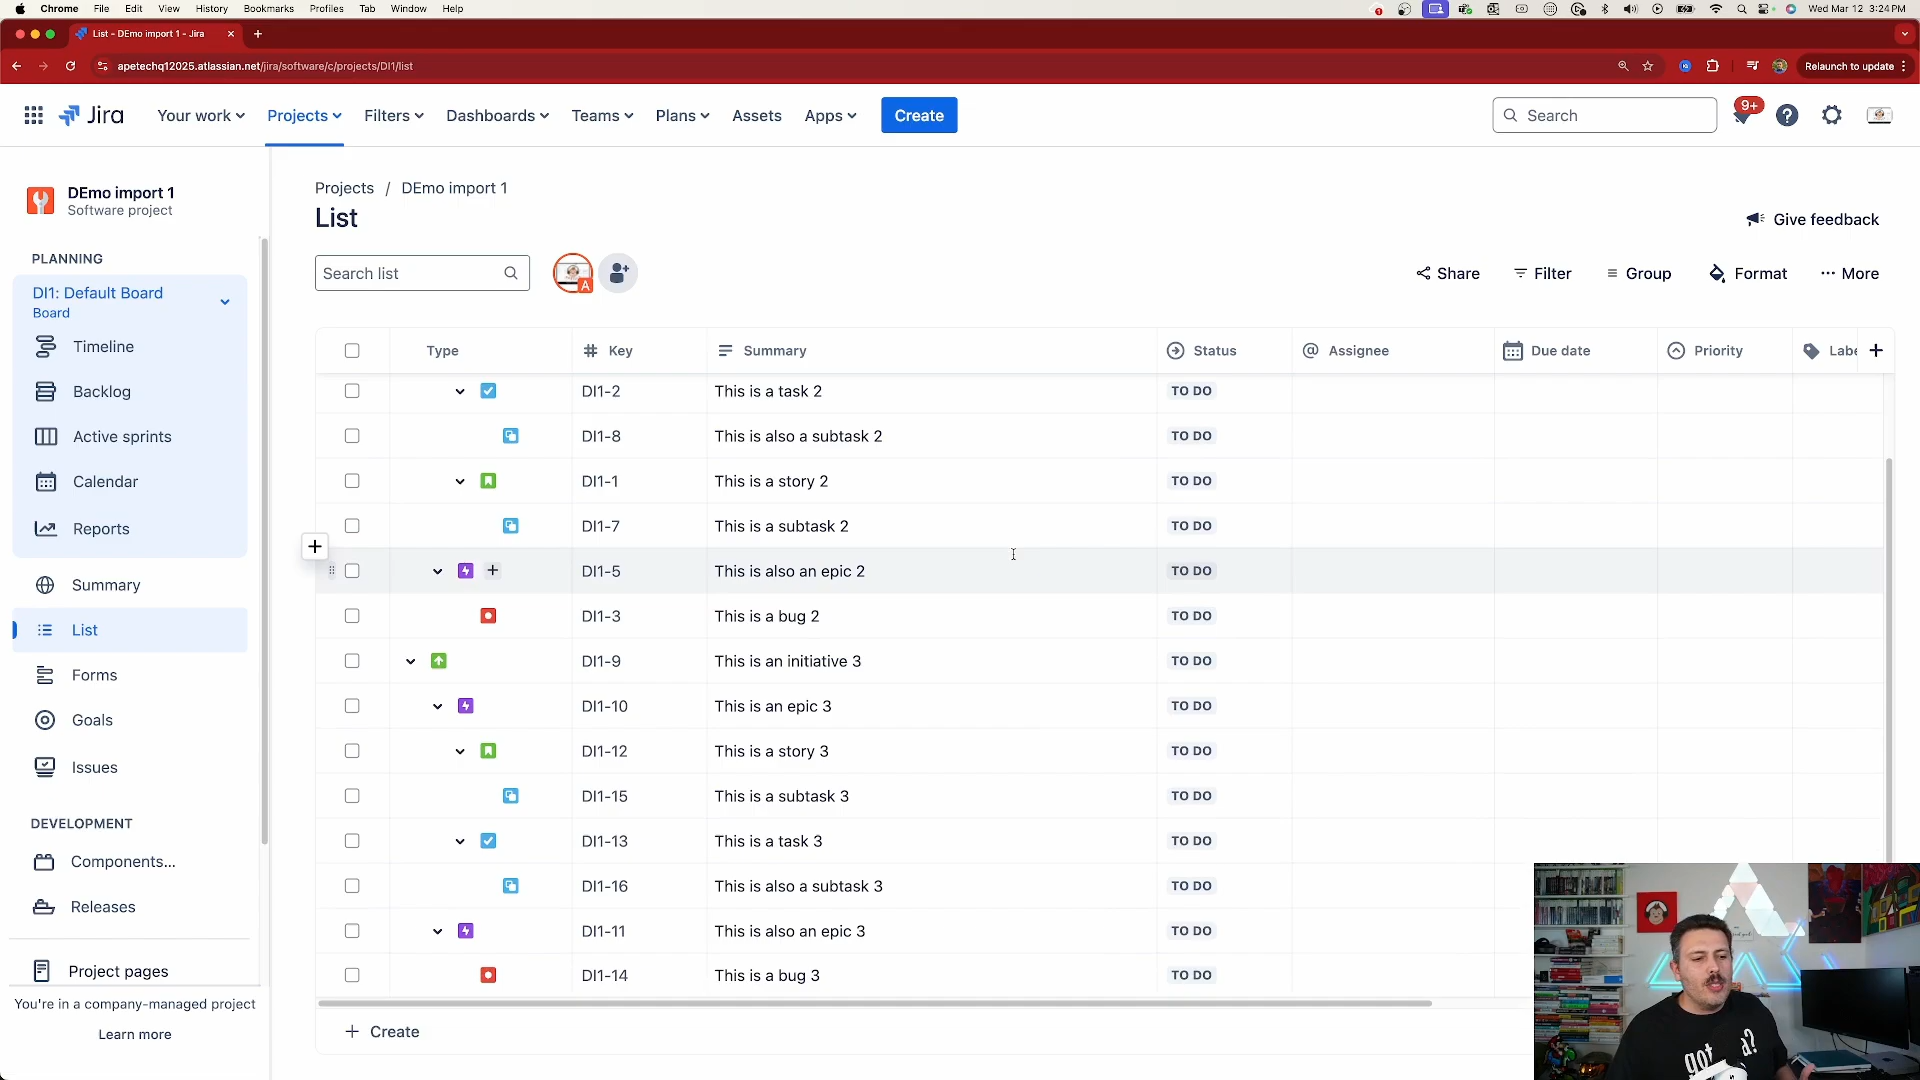 Chrome File Edit View History Bookmarks Profiles Tab Window Help
Wed Mar 12 3:24 PM
List - DEmo import 1 - Jira
apetechq12025.atlassian.net/jira/software/c/projects/DI1/list
Relaunch to update
Jira Your work Projects Filters Dashboards Teams Plans Assets Apps Create
Search
9+
DEmo import 1
Software project
PLANNING
DI1: Default Board
Board
Timeline
Backlog
Active sprints
Calendar
Reports
Summary
List
Forms
Goals
Issues
DEVELOPMENT
Components...
Releases
Project pages
You're in a company-managed project
Learn more
Projects / DEmo import 1
List
Give feedback
Search list
A
Share Filter Group Format More
Type Key Summary Status Assignee Due date Priority Labe
DI1-2 This is a task 2 TO DO
DI1-8 This is also a subtask 2 TO DO
DI1-1 This is a story 2 TO DO
DI1-7 This is a subtask 2 TO DO
DI1-5 This is also an epic 2 TO DO
DI1-3 This is a bug 2 TO DO
DI1-9 This is an initiative 3 TO DO
DI1-10 This is an epic 3 TO DO
DI1-12 This is a story 3 TO DO
DI1-15 This is a subtask 3 TO DO
DI1-13 This is a task 3 TO DO
DI1-16 This is also a subtask 3 TO DO
DI1-11 This is also an epic 3 TO DO
DI1-14 This is a bug 3 TO DO
Create
got